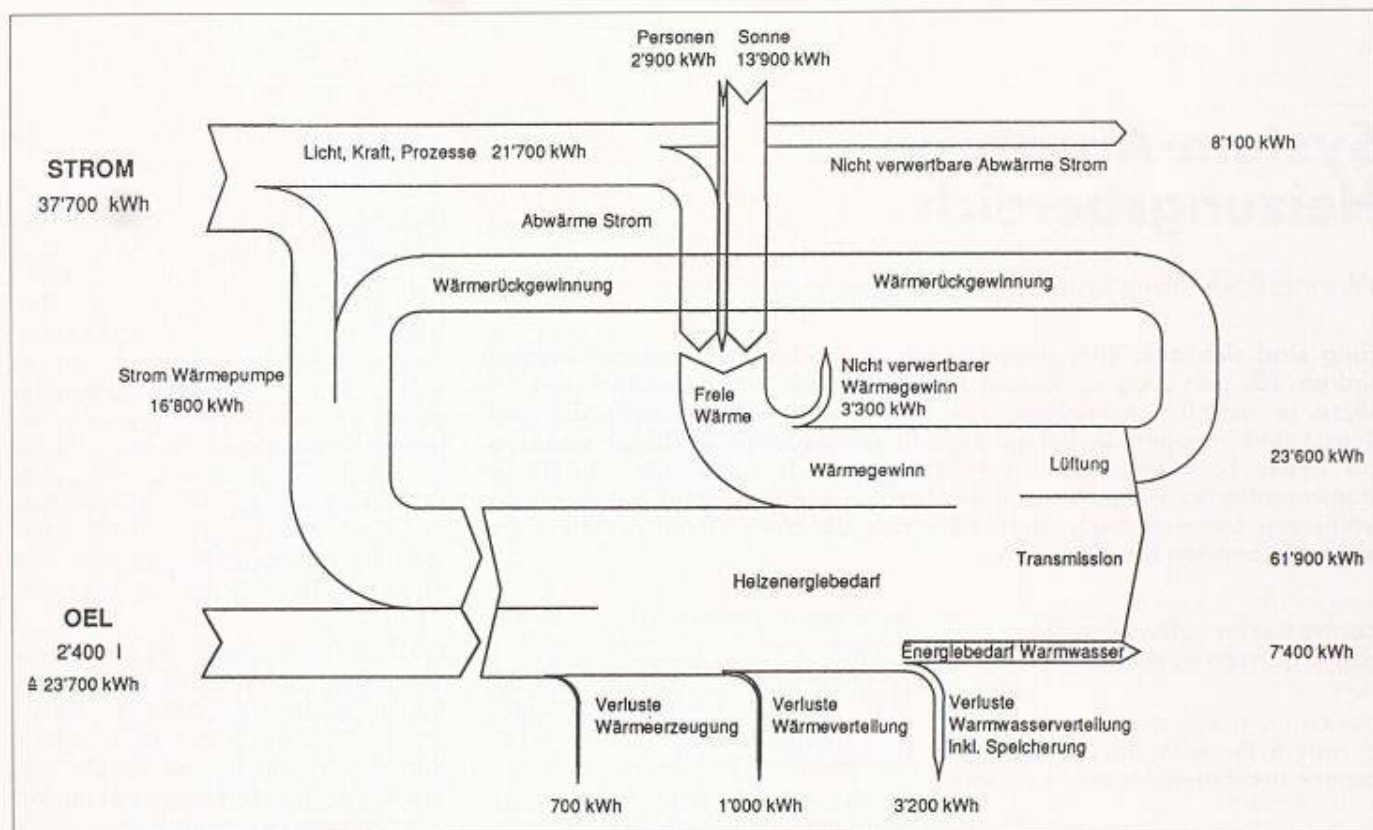 Personen Sonne
2'900 kWh 13'900 kWh
STROM
37'700 kWh
Licht, Kraft, Prozesse 21'700 kWh
8'100 kWh
Nicht verwertbare Abwärme Strom
Abwärme Strom
Wärmerückgewinnung
Wärmerückgewinnung
Strom Wärmepumpe
16'800 kWh
Freie
Wärme
Nicht verwertbarer
Wärmegewinn
3'300 kWh
Wärmegewinn
Lüftung
23'600 kWh
Transmission
61'900 kWh
Heizenergiebedarf
OEL
2'400 l
≙ 23'700 kWh
Energiebedarf Warmwasser
7'400 kWh
Verluste
Wärmeerzeugung
Verluste
Wärmeverteilung
Verluste
Warmwasserverteilung
Inkl. Speicherung
700 kWh
1'000 kWh
3'200 kWh